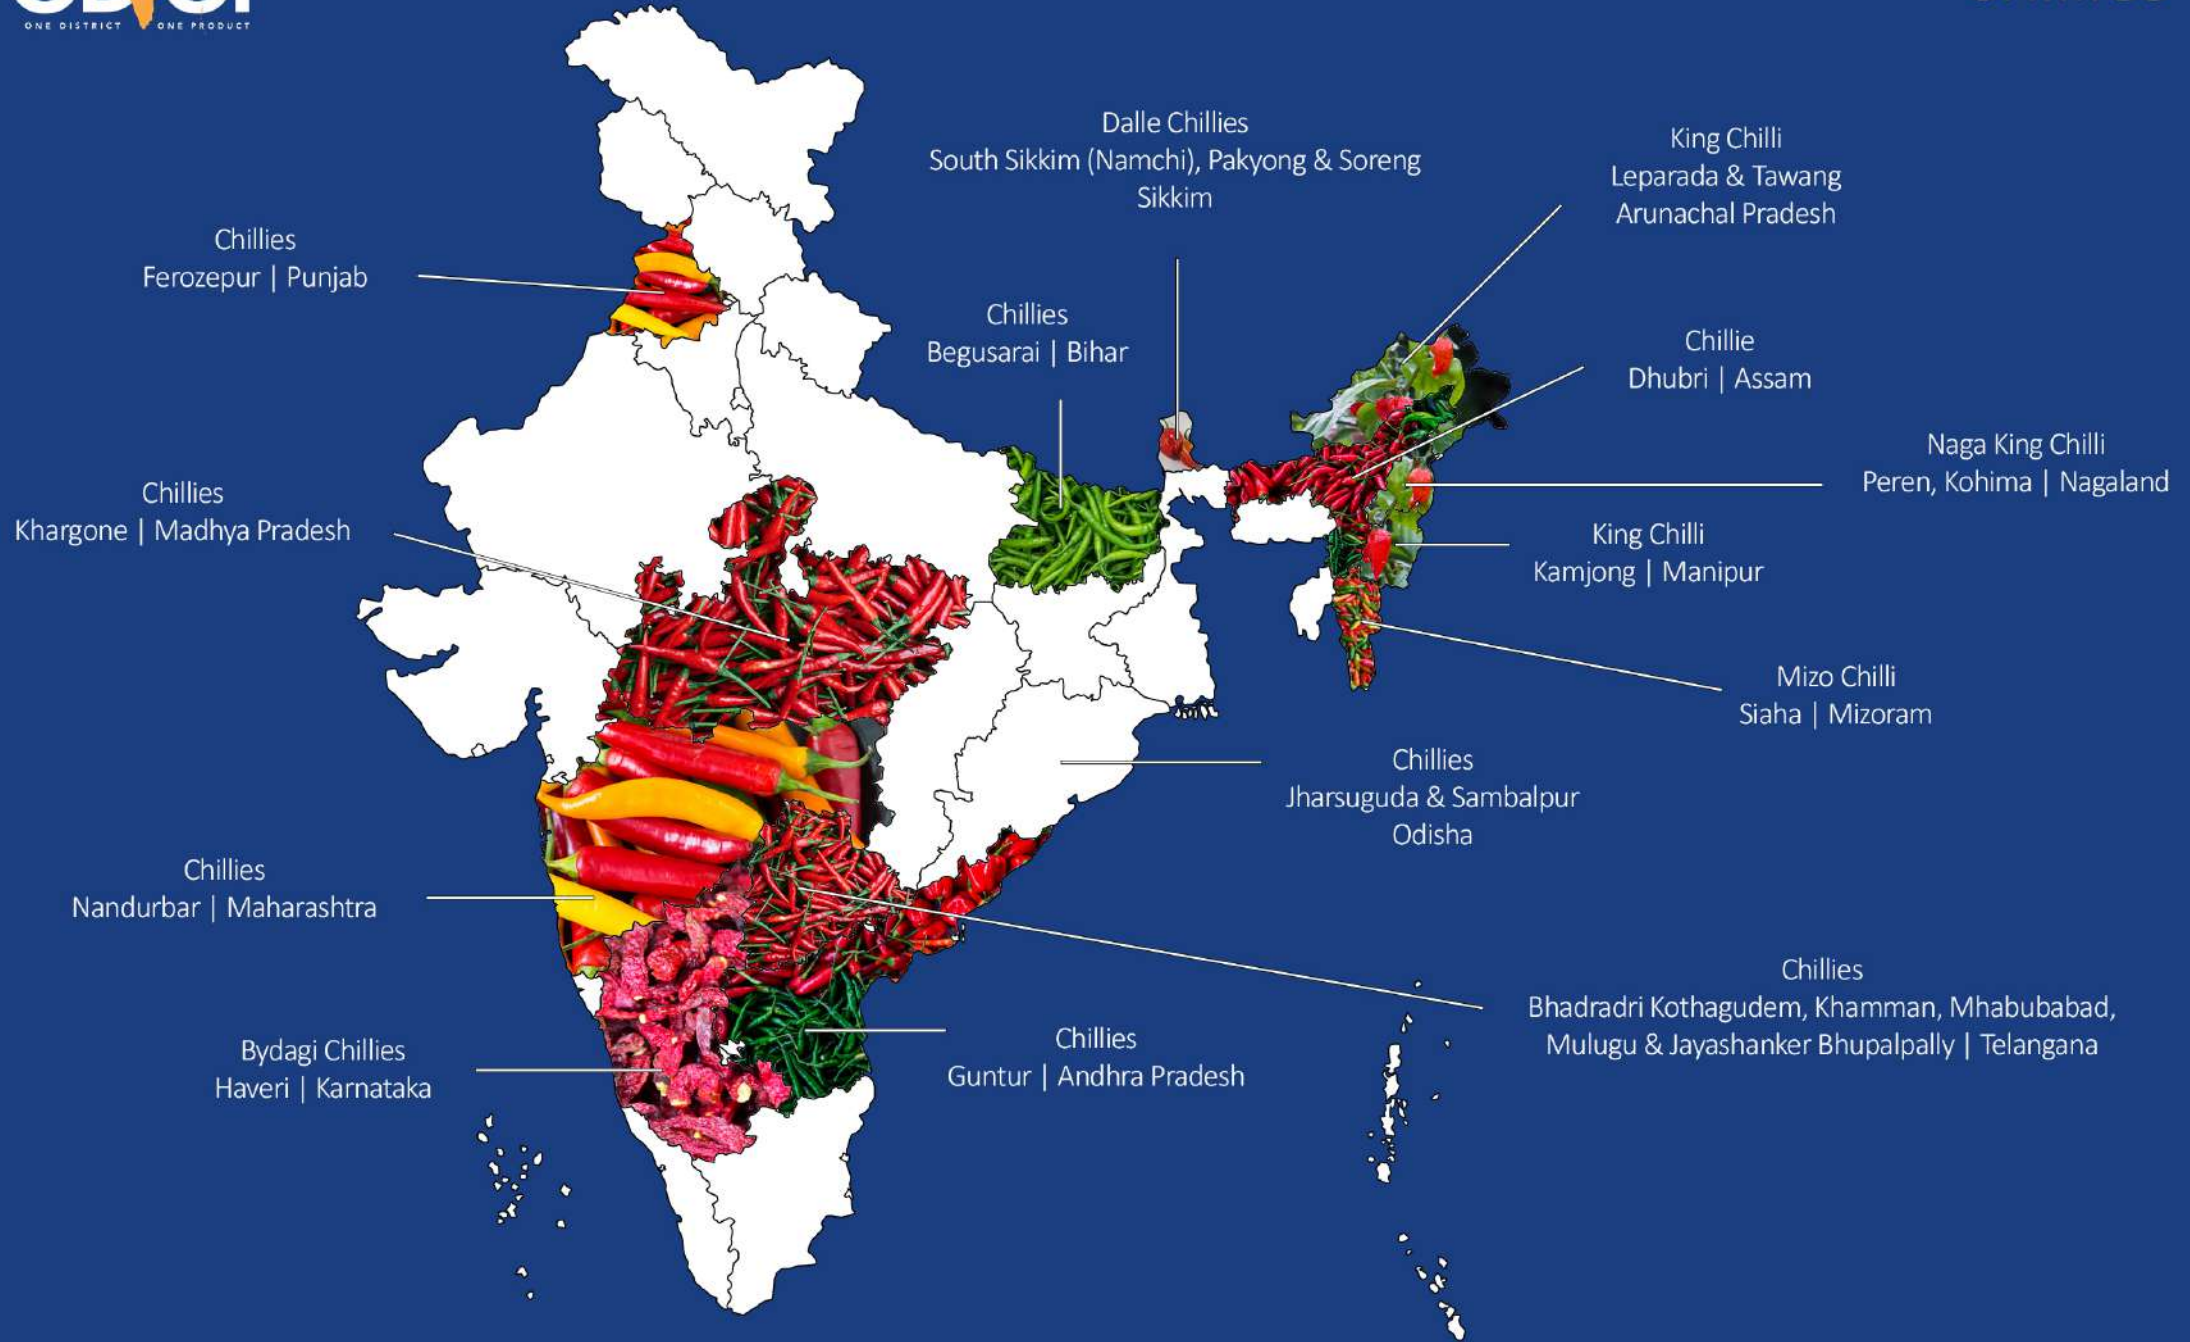 ONE DISTRICT ONE PRODUCT
Dalle Chillies
South Sikkim (Namchi), Pakyong & Soreng
Sikkim
King Chilli
Leparada & Tawang
Arunachal Pradesh
Chillies
Ferozepur | Punjab
Chillies
Begusarai | Bihar
Chillie
Dhubri | Assam
Naga King Chilli
Peren, Kohima | Nagaland
Chillies
Khargone | Madhya Pradesh
King Chilli
Kamjong | Manipur
Mizo Chilli
Siaha | Mizoram
Chillies
Jharsuguda & Sambalpur
Odisha
Chillies
Nandurbar | Maharashtra
Chillies
Bhadradri Kothagudem, Khamman, Mhabubabad,
Mulugu & Jayashanker Bhupalpally | Telangana
Bydagi Chillies
Haveri | Karnataka
Chillies
Guntur | Andhra Pradesh